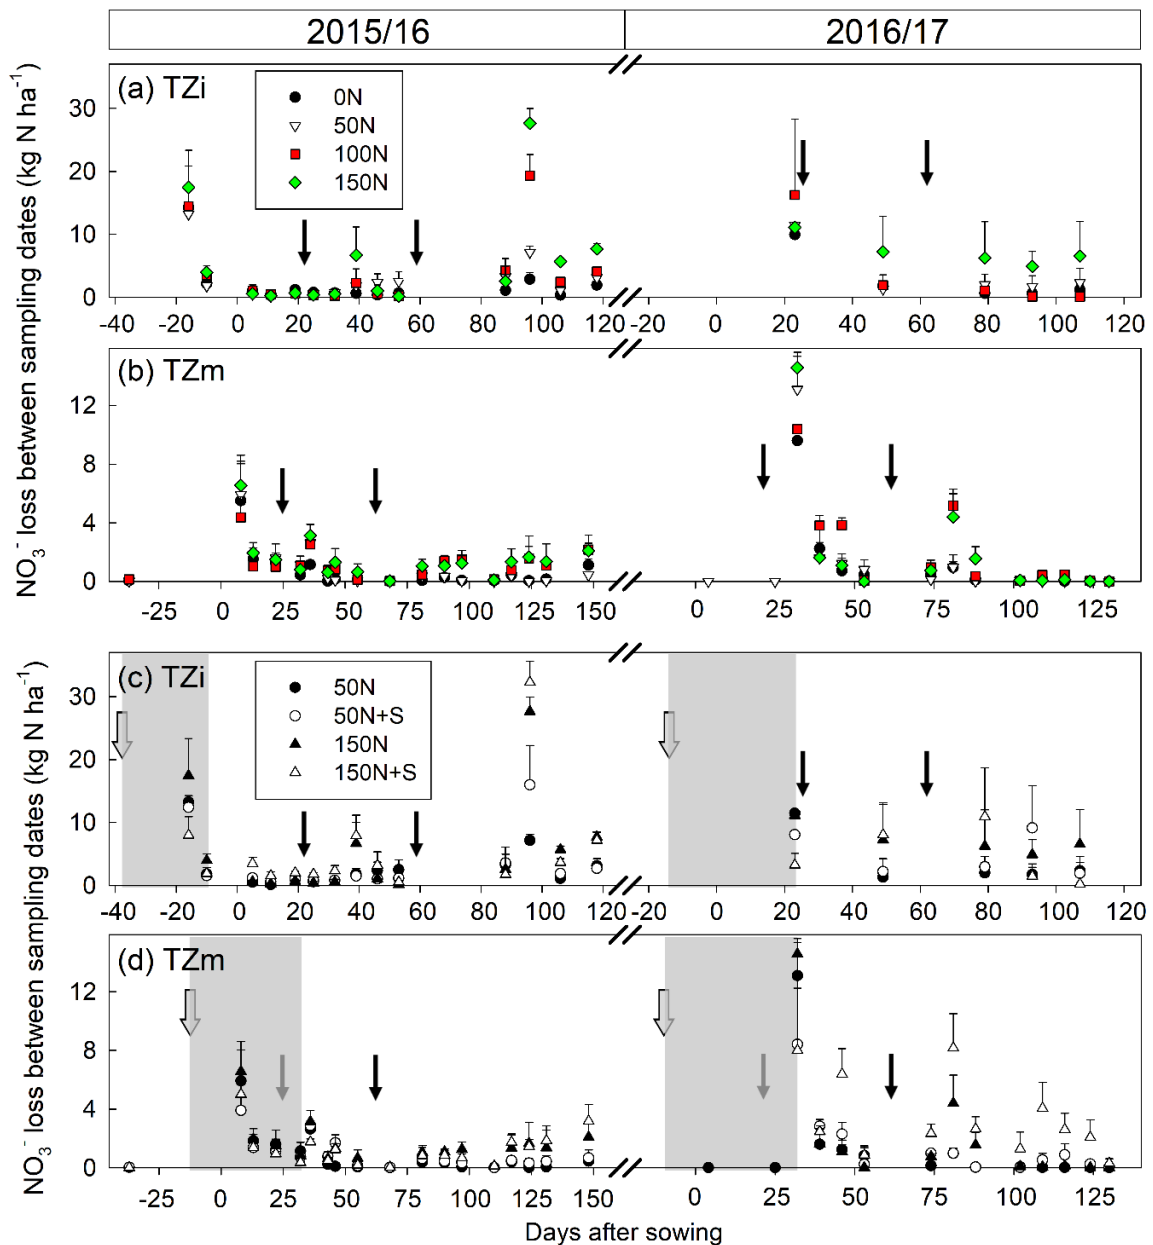 2015/16 2016/17
(a) TZi
0N
50N
100N
150N
30
20
10
0
-40 -20 0 20 40 60 80 100 120 -20 0 20 40 60 80 100 120
(b) TZm
12
8
4
0
-25 0 25 50 75 100 125 150 0 25 50 75 100 125
NO3- loss between sampling dates (kg N ha-1)
(c) TZi
50N
50N+S
150N
150N+S
30
20
10
0
-40 -20 0 20 40 60 80 100 120 -20 0 20 40 60 80 100 120
(d) TZm
12
8
4
0
-25 0 25 50 75 100 125 150 0 25 50 75 100 125
NO3- loss between sampling dates (kg N ha-1)
Days after sowing